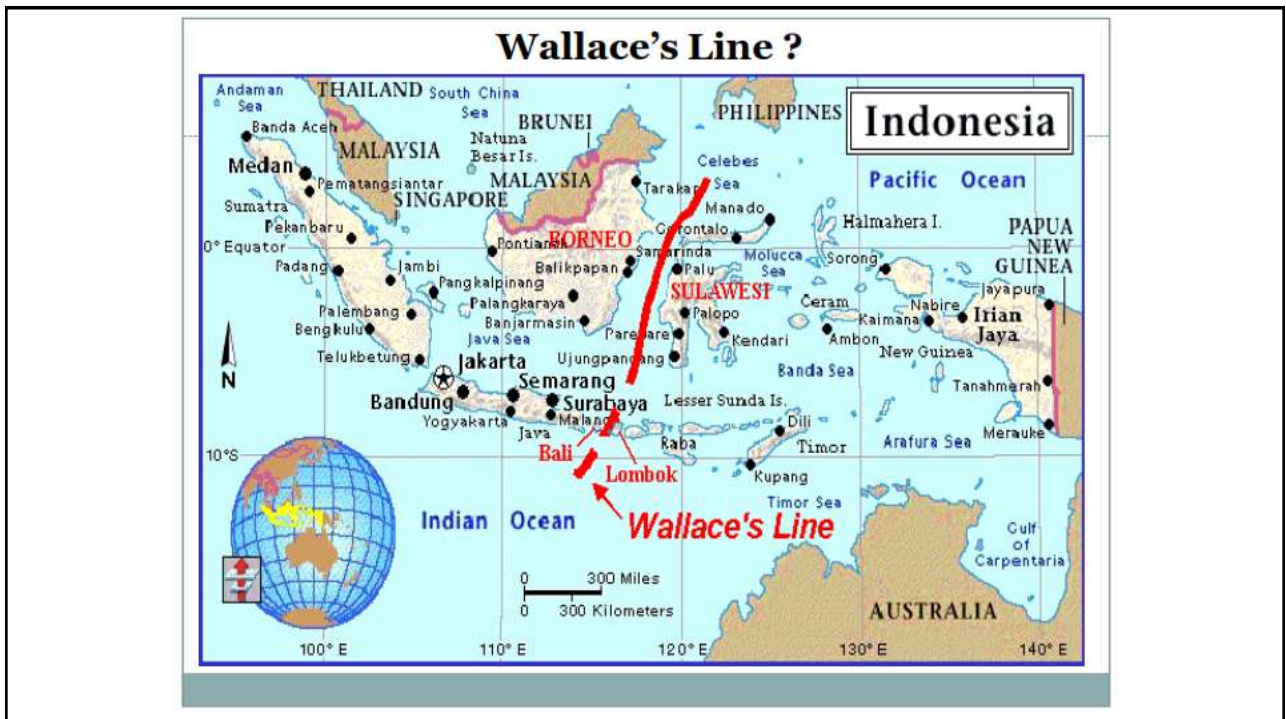 Wallace's Line ?
Andaman
Sea
THAILAND
South China
Sea
PHILIPPINES
Indonesia
Banda Aceh
MALAYSIA
Natuna
Besar Is.
BRUNEI
Medan
Pematangsiantar
MALAYSIA
Tarakan
Celebes
Sea
Pacific Ocean
SINGAPORE
Sumatra
Pekanbaru
Manado
Gorontalo
Halmahera I.
PAPUA
NEW
GUINEA
0° Equator
Pontianak
BORNEO
Samarinda
Molucca
Sea
Sorong
Padang
Jambi
Balikpapan
Palu
Pangkalpinang
SULAWESI
Jayapura
Palembang
Palangkaraya
Palopo
Ceram
Nabire
Kaimana
Irian
Jaya
Bengkulu
Banjarmasin
Parepare
Kendari
Ambon
Java Sea
New Guinea
Telukbetung
Ujungpandang
Banda Sea
N
Jakarta
Semarang
Tanahmerah
Bandung
Surabaya
Lesser Sunda Is.
Yogyakarta
Malang
Dili
Merauke
Java
Raba
Timor
Arafura Sea
Bali
10°S
Lombok
Kupang
Timor Sea
Indian Ocean
Wallace's Line
Gulf
of
Carpentaria
0 300 Miles
0 300 Kilometers
AUSTRALIA
100° E
110° E
120° E
130° E
140° E